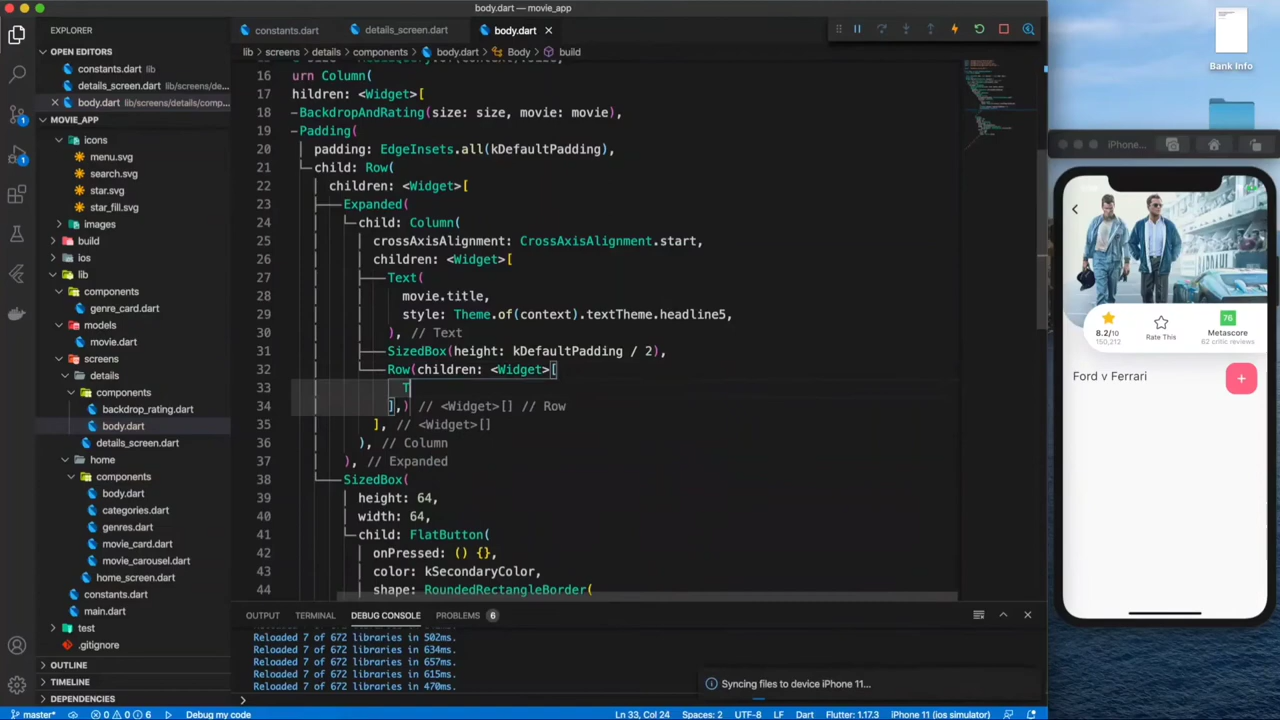 body.dart — movie_app
EXPLORER
OPEN EDITORS
constants.dart lib
details_screen.dart lib/screens/de...
body.dart lib/screens/details/comp...
MOVIE_APP
icons
menu.svg
search.svg
star.svg
star_fill.svg
images
build
ios
lib
components
genre_card.dart
models
movie.dart
screens
details
components
backdrop_rating.dart
body.dart
details_screen.dart
home
components
body.dart
categories.dart
genres.dart
movie_card.dart
movie_carousel.dart
home_screen.dart
constants.dart
main.dart
test
.gitignore
OUTLINE
TIMELINE
DEPENDENCIES
constants.dart
details_screen.dart
body.dart
lib > screens > details > components > body.dart > Body > build
16 urn Column(
17 hildren: <Widget>[
18 BackdropAndRating(size: size, movie: movie),
19 Padding(
20 padding: EdgeInsets.all(kDefaultPadding),
21 child: Row(
22 children: <Widget>[
23 Expanded(
24 child: Column(
25 crossAxisAlignment: CrossAxisAlignment.start,
26 children: <Widget>[
27 Text(
28 movie.title,
29 style: Theme.of(context).textTheme.headline5,
30 ), // Text
31 SizedBox(height: kDefaultPadding / 2),
32 Row(children: <Widget>[
33 T
34 ],) // <Widget>[] // Row
35 ], // <Widget>[]
36 ), // Column
37 ), // Expanded
38 SizedBox(
39 height: 64,
40 width: 64,
41 child: FlatButton(
42 onPressed: () {},
43 color: kSecondaryColor,
44 shape: RoundedRectangleBorder(
OUTPUT TERMINAL DEBUG CONSOLE PROBLEMS 6
Reloaded 7 of 672 libraries in 502ms.
Reloaded 7 of 672 libraries in 634ms.
Reloaded 7 of 672 libraries in 657ms.
Reloaded 7 of 672 libraries in 615ms.
Reloaded 7 of 672 libraries in 470ms.
Syncing files to device iPhone 11...
master* 0 0 6 Debug my code
Ln 33, Col 24 Spaces: 2 UTF-8 LF Dart Flutter: 1.17.3 iPhone 11 (ios simulator)
Bank Info
iPhone...
76
8.2/10
150,212
Rate This
Metascore
62 critic reviews
Ford v Ferrari